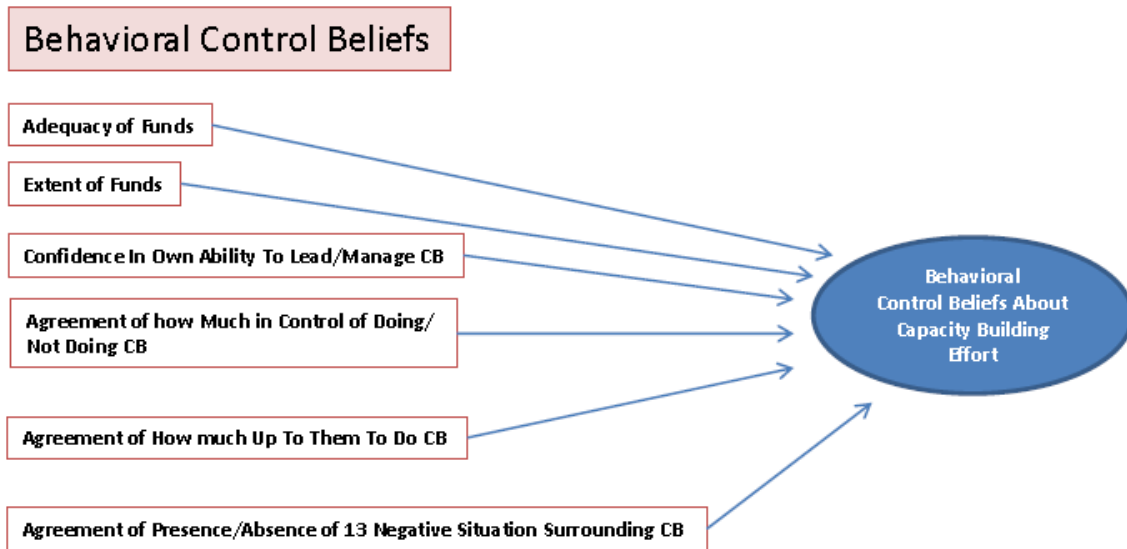 Behavioral Control Beliefs
Adequacy of Funds
Extent of Funds
Confidence In Own Ability To Lead/Manage CB
Agreement of how Much in Control of Doing/
Not Doing CB
Agreement of How much Up To Them To Do CB
Agreement of Presence/Absence of 13 Negative Situation Surrounding CB
Behavioral
Control Beliefs About
Capacity Building
Effort